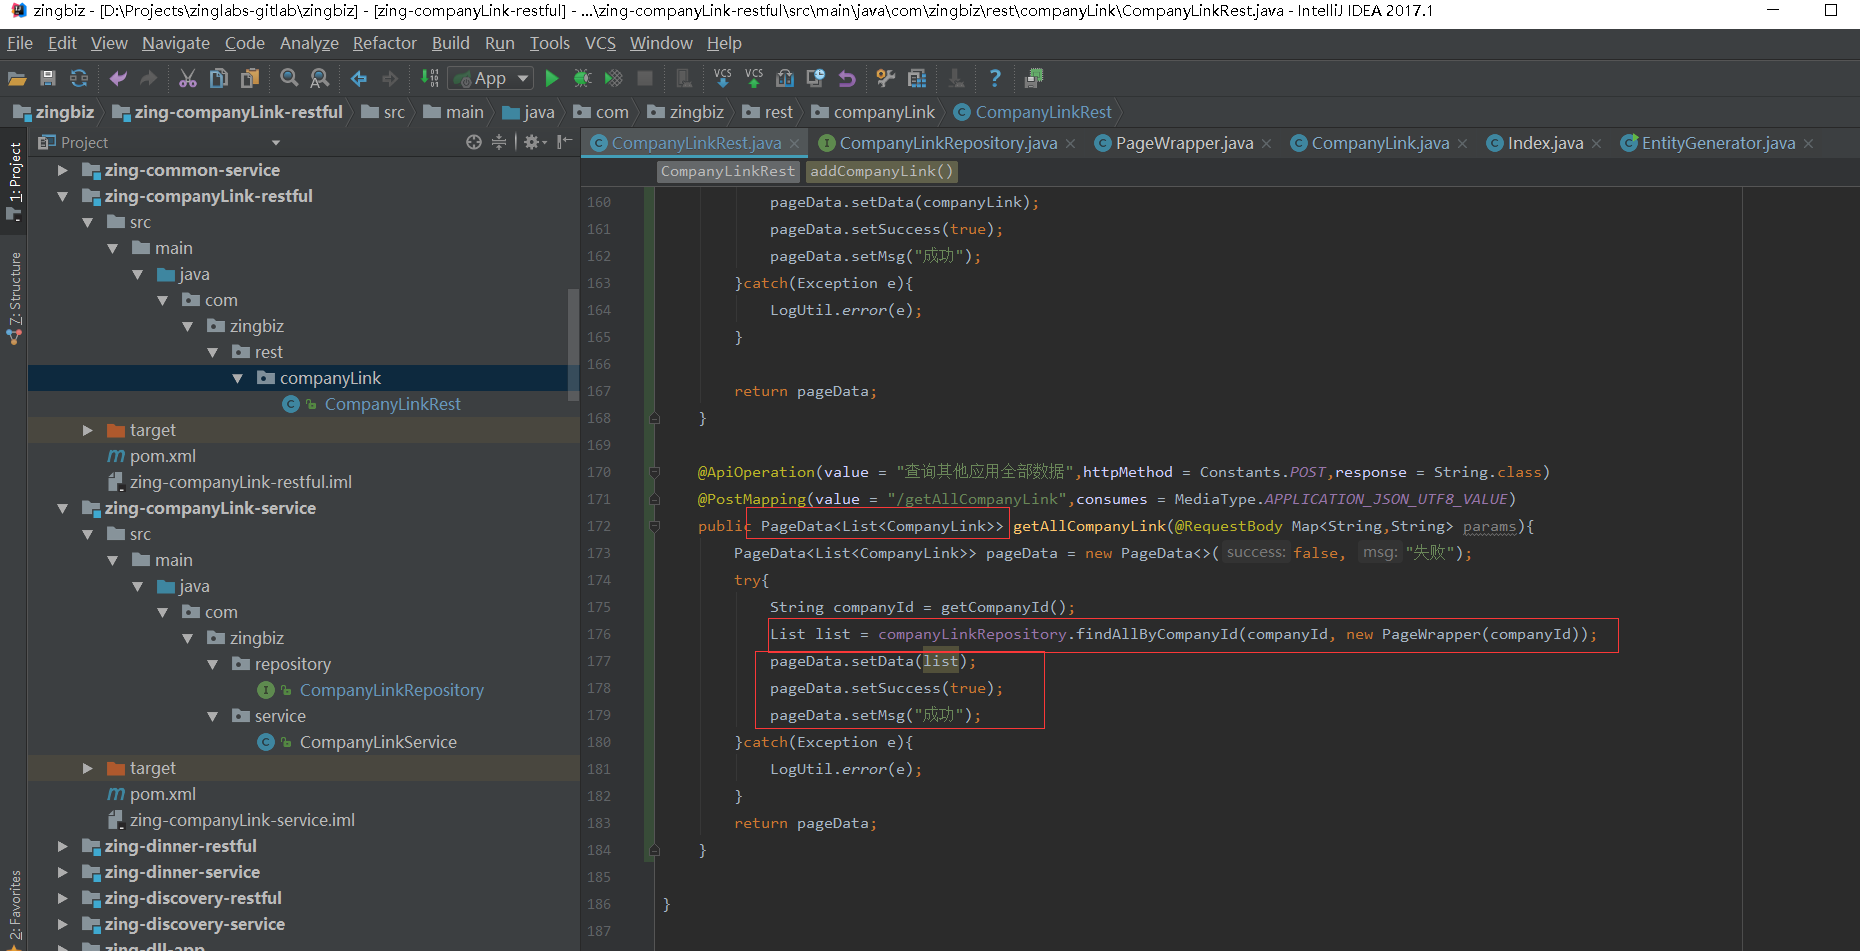 zingbiz - [D:\Projects\zinglabs-gitlab\zingbiz] - [zing-companyLink-restful] - ...\zing-companyLink-restful\src\main\java\com\zingbiz\rest\companyLink\CompanyLinkRest.java - IntelliJ IDEA 2017.1
File Edit View Navigate Code Analyze Refactor Build Run Tools VCS Window Help
App VCS VCS ?
zingbiz zing-companyLink-restful src main java com zingbiz rest companyLink CompanyLinkRest
Project
CompanyLinkRest.java CompanyLinkRepository.java PageWrapper.java CompanyLink.java Index.java EntityGenerator.java
CompanyLinkRest addCompanyLink()
1: Project
7: Structure
2: Favorites
zing-common-service
zing-companyLink-restful
src
main
java
com
zingbiz
rest
companyLink
CompanyLinkRest
target
pom.xml
zing-companyLink-restful.iml
zing-companyLink-service
src
main
java
com
zingbiz
repository
CompanyLinkRepository
service
CompanyLinkService
target
pom.xml
zing-companyLink-service.iml
zing-dinner-restful
zing-dinner-service
zing-discovery-restful
zing-discovery-service
zing-dll-app
160 pageData.setData(companyLink);
161 pageData.setSuccess(true);
162 pageData.setMsg("成功");
163 }catch(Exception e){
164 LogUtil.error(e);
165 }
166
167 return pageData;
168 }
169
170 @ApiOperation(value = "查询其他应用全部数据",httpMethod = Constants.POST,response = String.class)
171 @PostMapping(value = "/getAllCompanyLink",consumes = MediaType.APPLICATION_JSON_UTF8_VALUE)
172 public PageData<List<CompanyLink>> getAllCompanyLink(@RequestBody Map<String,String> params){
173 PageData<List<CompanyLink>> pageData = new PageData<>( success: false, msg: "失败");
174 try{
175 String companyId = getCompanyId();
176 List list = companyLinkRepository.findAllByCompanyId(companyId, new PageWrapper(companyId));
177 pageData.setData(list);
178 pageData.setSuccess(true);
179 pageData.setMsg("成功");
180 }catch(Exception e){
181 LogUtil.error(e);
182 }
183 return pageData;
184 }
185
186 }
187